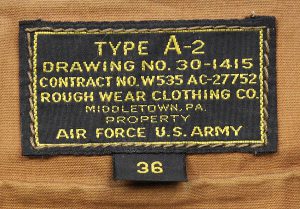 TYPE A-2
DRAWING NO. 30-1415
CONTRACT NO. W535 AC-27752
ROUGH WEAR CLOTHING CO.
MIDDLETOWN, PA.
PROPERTY
AIR FORCE U.S. ARMY
36